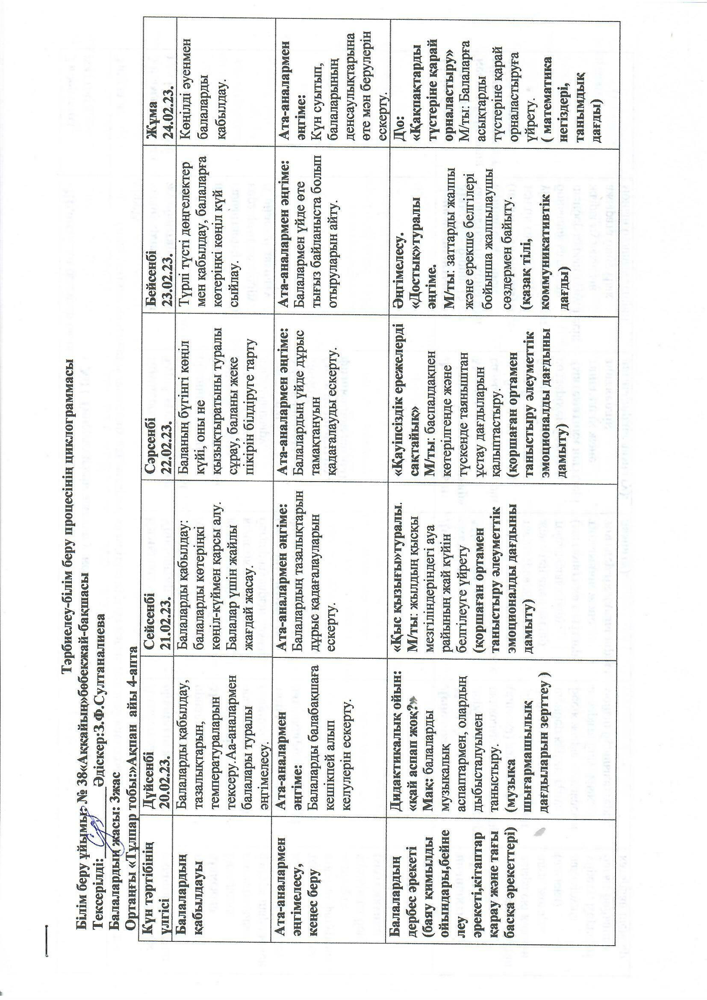 Тәрбиелеу-білім беру процесінің циклограммасы
Білім беру ұйымы: № 38«Аққайын»бөбекжай-бақшасы
Тексерілді: Әдіскер:З.Ф.Султаналиева
Балалардың жасы: 3жас
Ортаңғы «Тұлпар тобы:»Ақпан айы 4-апта
Күн тәртібінің
үлгісі
Дүйсенбі
20.02.23.
Сейсенбі
21.02.23.
Сәрсенбі
22.02.23.
Бейсенбі
23.02.23.
Жұма
24.02.23.
Балалардың
қабылдауы
Балаларды қабылдау,
тазалықтарын,
температураларын
тексеру.Аа-аналармен
балалары туралы
әңгімелесу.
Балаларды қабылдау:
балаларды көтеріңкі
көңіл-күймен қарсы алу.
Балалар үшін жайлы
жағдай жасау.
Баланың бүгінгі көңіл
күйі, оны не
қызықтыратыны туралы
сұрау, баланы жеке
пікірін білдіруге тарту
Түрлі түсті дөңгелектер
мен қабылдау, балаларға
көтеріңкі көңіл күй
сыйлау.
Көңілді әуенмен
балаларды
қабылдау.
Ата-аналармен
әңгімелесу,
кеңес беру
Ата-аналармен
әңгіме:
Балаларды балабақшаға
кешікпей алып
келулерін ескерту.
Ата-аналармен әңгіме:
Балалардың тазалықтарын
дұрыс қадағалауларын
ескерту.
Ата-аналармен әңгіме:
Балалардың үйде дұрыс
тамақтануын
қадағалауды ескерту.
Ата-аналармен әңгіме:
Балалармен үйде өте
тығыз байланыста болып
отыруларын айту.
Ата-аналармен
әңгіме:
Күн суытып,
балаларының
денсаулықтарына
өте мән берулерін
ескерту.
Балалардың
дербес әрекеті
(баяу қимылды
ойындары,бейне
леу
әрекеті,кітаптар
қарау және тағы
басқа әрекеттері)
Дидактикалық ойын:
«қай аспап жоқ?»
Мақ: балаларды
музыкалық
аспаптармен, олардың
дыбысталуымен
таныстыру.
(музыка
шығармашылық
дағдыларын зерттеу )
«Қыс қызығы»туралы.
М/ты: жылдың қысқы
мезгіліндегі ауа
райының жай күйін
белгілеуге үйрету
(қоршаған ортамен
таныстыру әлеуметтік
эмоционалды дағдыны
дамыту)
«Қауіпсіздік ережелерді
сақтайық»
М/ты: баспалдақпен
көтерілгенде және
түскенде таяныштан
ұстау дағдыларын
қалыптастыру.
(қоршаған ортамен
таныстыру әлеуметтік
эмоционалды дағдыны
дамыту)
Әңгімелесу.
«Достық»туралы
әңгіме.
М/ты: заттарды жалпы
және ерекше белгілері
бойынша жалпылаушы
сөздермен байыту.
(қазақ тілі,
коммуникативтік
дағды)
Д\о:
«Қақпақтарды
түстеріне қарай
орналастыру»
М/ты: Балаларға
асықтарды
түстеріне қарай
орналастыруға
үйрету.
( математика
негіздері,
танымдық
дағды)